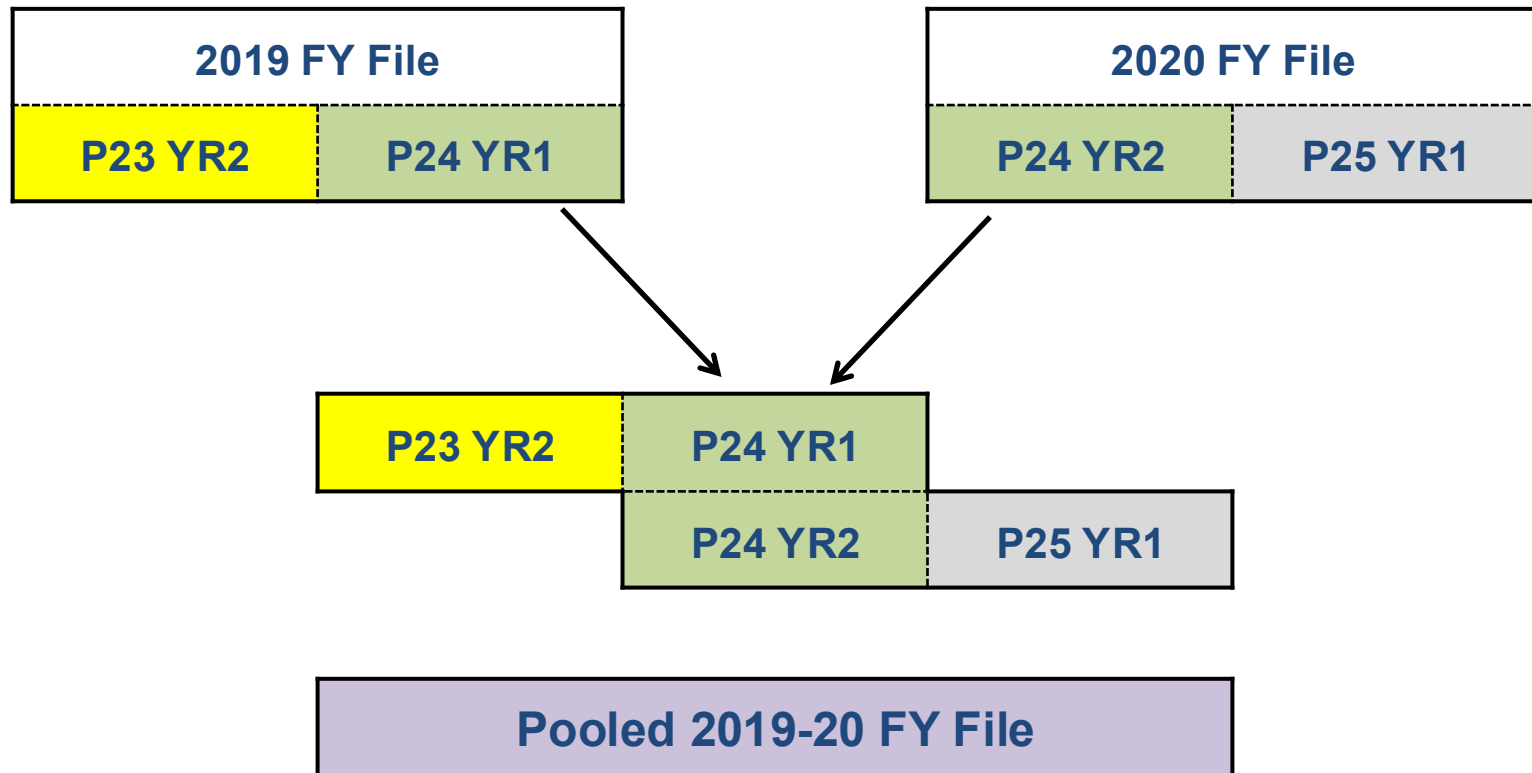 2019 FY File
2020 FY File
P23 YR2
P24 YR1
P24 YR2
P25 YR1
P23 YR2
P24 YR1
P24 YR2
P25 YR1
Pooled 2019-20 FY File